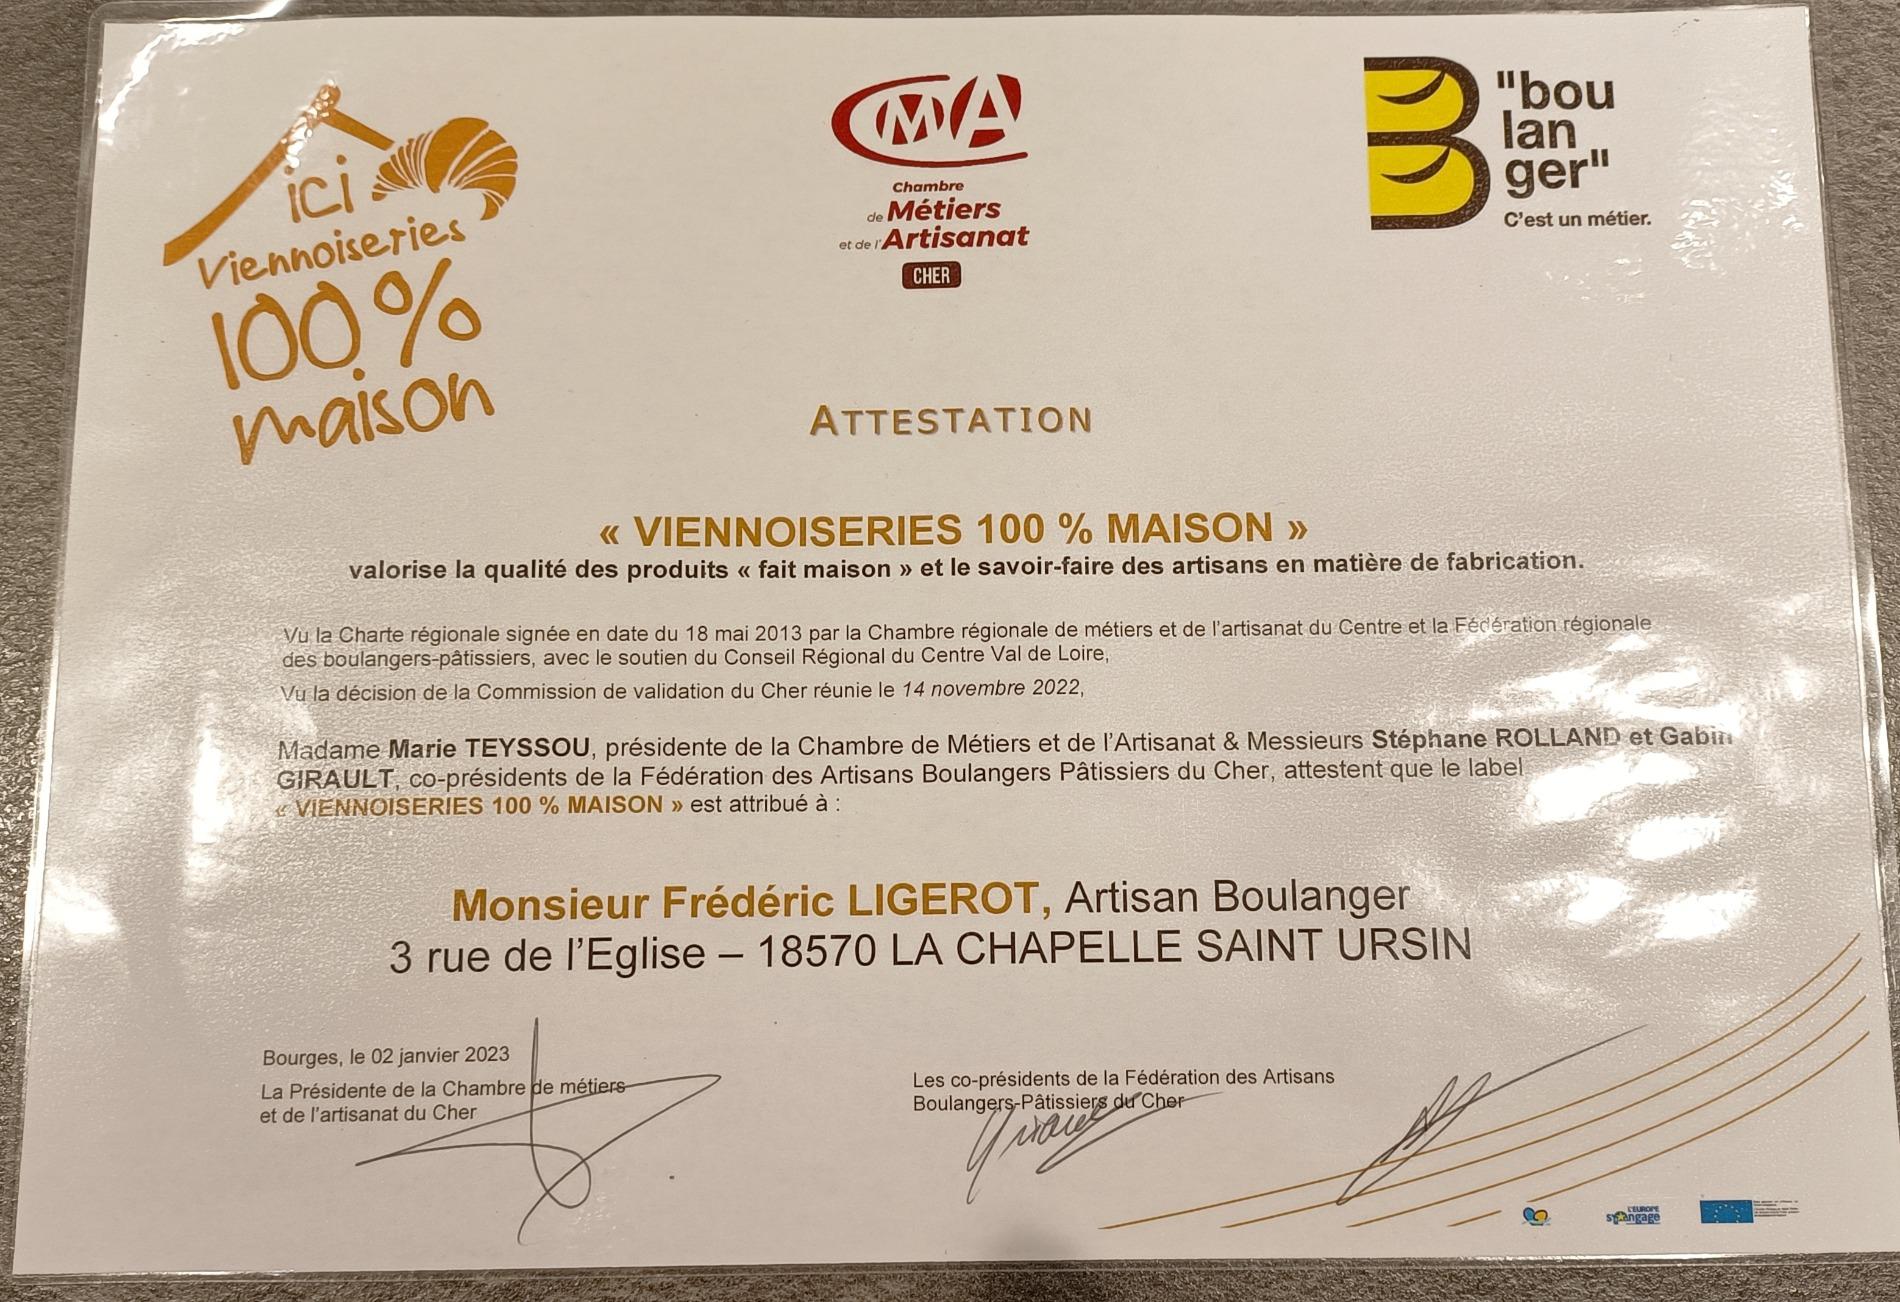 ici
Viennoiseries
100 %
maison
CMA
Chambre
de Métiers
et de l'Artisanat
CHER
"bou
lan
ger"
C'est un métier.
ATTESTATION
« VIENNOISERIES 100 % MAISON »
valorise la qualité des produits « fait maison » et le savoir-faire des artisans en matière de fabrication.
Vu la Charte régionale signée en date du 18 mai 2013 par la Chambre régionale de métiers et de l'artisanat du Centre et la Fédération régionale
des boulangers-pâtissiers, avec le soutien du Conseil Régional du Centre Val de Loire,
Vu la décision de la Commission de validation du Cher réunie le 14 novembre 2022,
Madame Marie TEYSSOU, présidente de la Chambre de Métiers et de l'Artisanat & Messieurs Stéphane ROLLAND et Gabin
GIRAULT, co-présidents de la Fédération des Artisans Boulangers Pâtissiers du Cher, attestent que le label
« VIENNOISERIES 100 % MAISON » est attribué à :
Monsieur Frédéric LIGEROT, Artisan Boulanger
3 rue de l'Eglise – 18570 LA CHAPELLE SAINT URSIN
Bourges, le 02 janvier 2023
La Présidente de la Chambre de métiers
et de l'artisanat du Cher
Les co-présidents de la Fédération des Artisans
Boulangers-Pâtissiers du Cher
L'EUROPE
s'engage